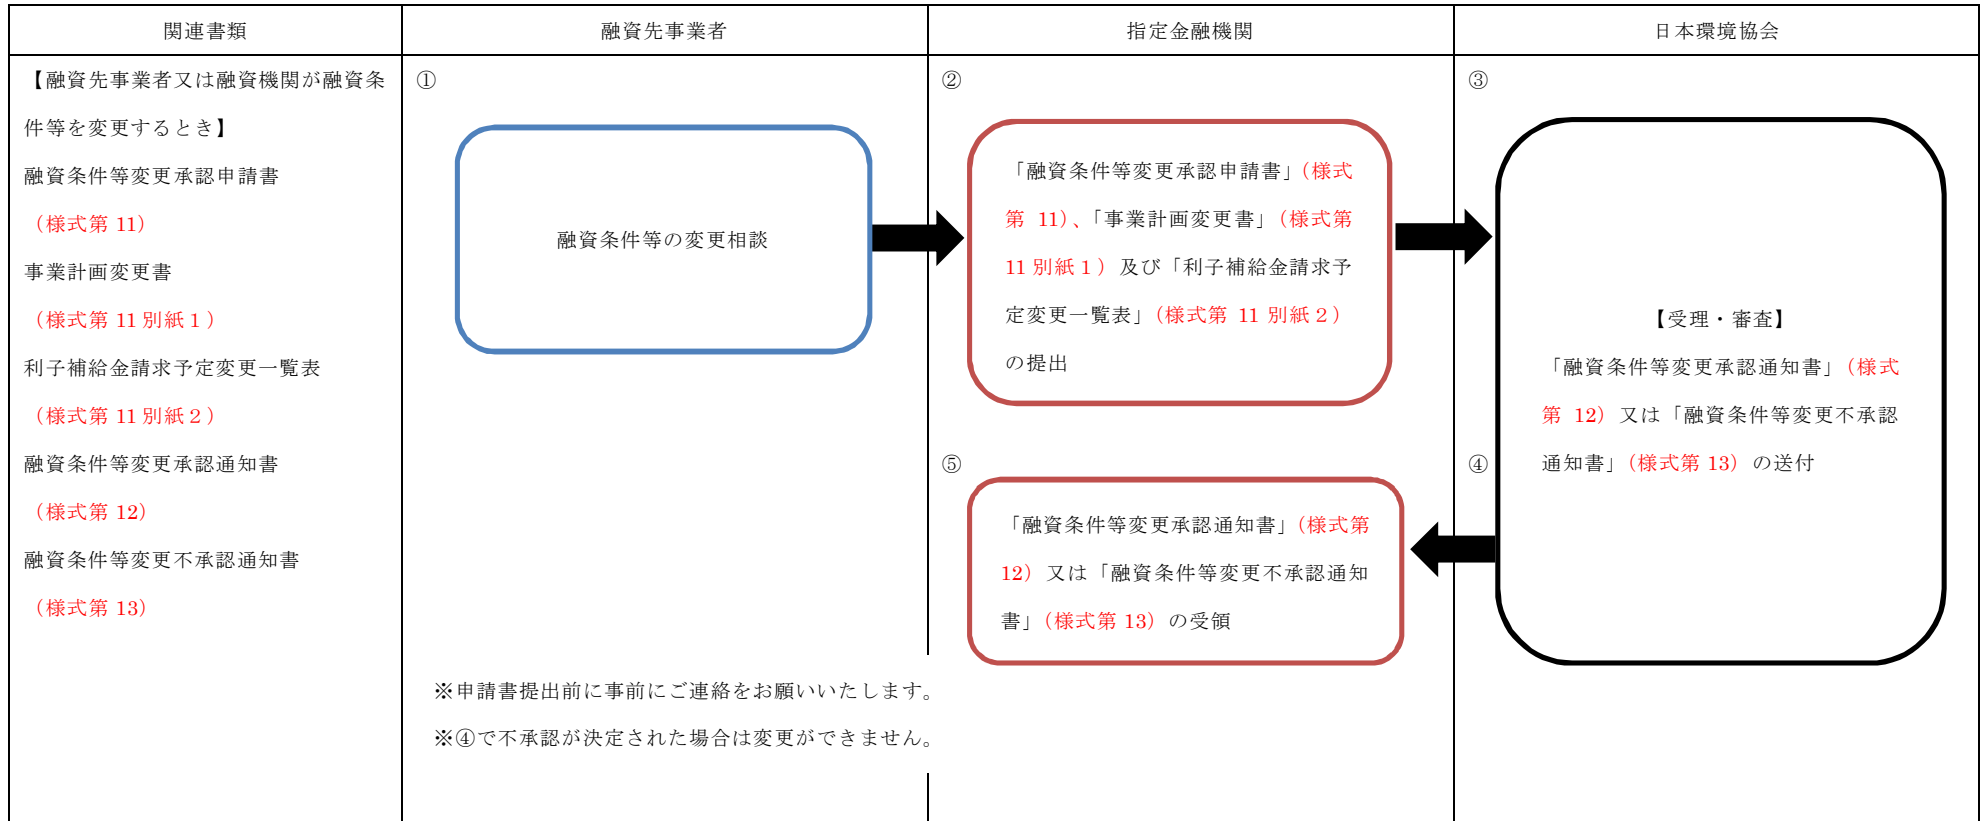 関連書類
融資先事業者
指定金融機関
日本環境協会
【融資先事業者又は融資機関が融資条
件等を変更するとき】
融資条件等変更承認申請書
（様式第 11）
事業計画変更書
（様式第 11 別紙１）
利子補給金請求予定変更一覧表
（様式第 11 別紙２）
融資条件等変更承認通知書
（様式第 12）
融資条件等変更不承認通知書
（様式第 13）
①
融資条件等の変更相談
※申請書提出前に事前にご連絡をお願いいたします。
※④で不承認が決定された場合は変更ができません。
②
「融資条件等変更承認申請書」（様式
第 11）、「事業計画変更書」（様式第
11 別紙１）及び「利子補給金請求予
定変更一覧表」（様式第 11 別紙２）
の提出
⑤
「融資条件等変更承認通知書」（様式第
12）又は「融資条件等変更不承認通知
書」（様式第 13）の受領
③
【受理・審査】
「融資条件等変更承認通知書」（様式
第 12）又は「融資条件等変更不承認
通知書」（様式第 13）の送付
④